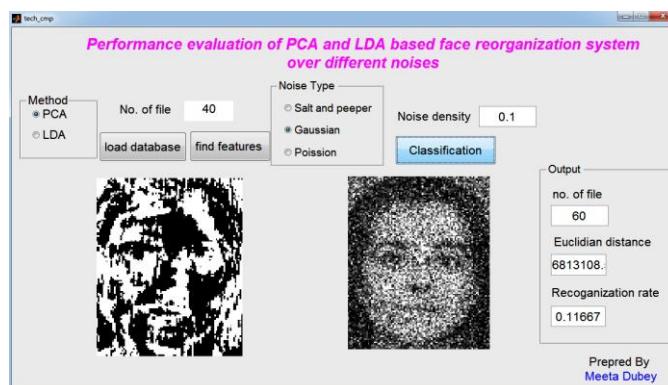 tech_cmp
Performance evaluation of PCA and LDA based face reorganization system
over different noises
Method
PCA
LDA
No. of file 40
load database find features
Noise Type
Salt and peeper
Gaussian
Poission
Noise density 0.1
Classification
Output
no. of file
60
Euclidian distance
6813108.
Recoganization rate
0.11667
Prepred By
Meeta Dubey